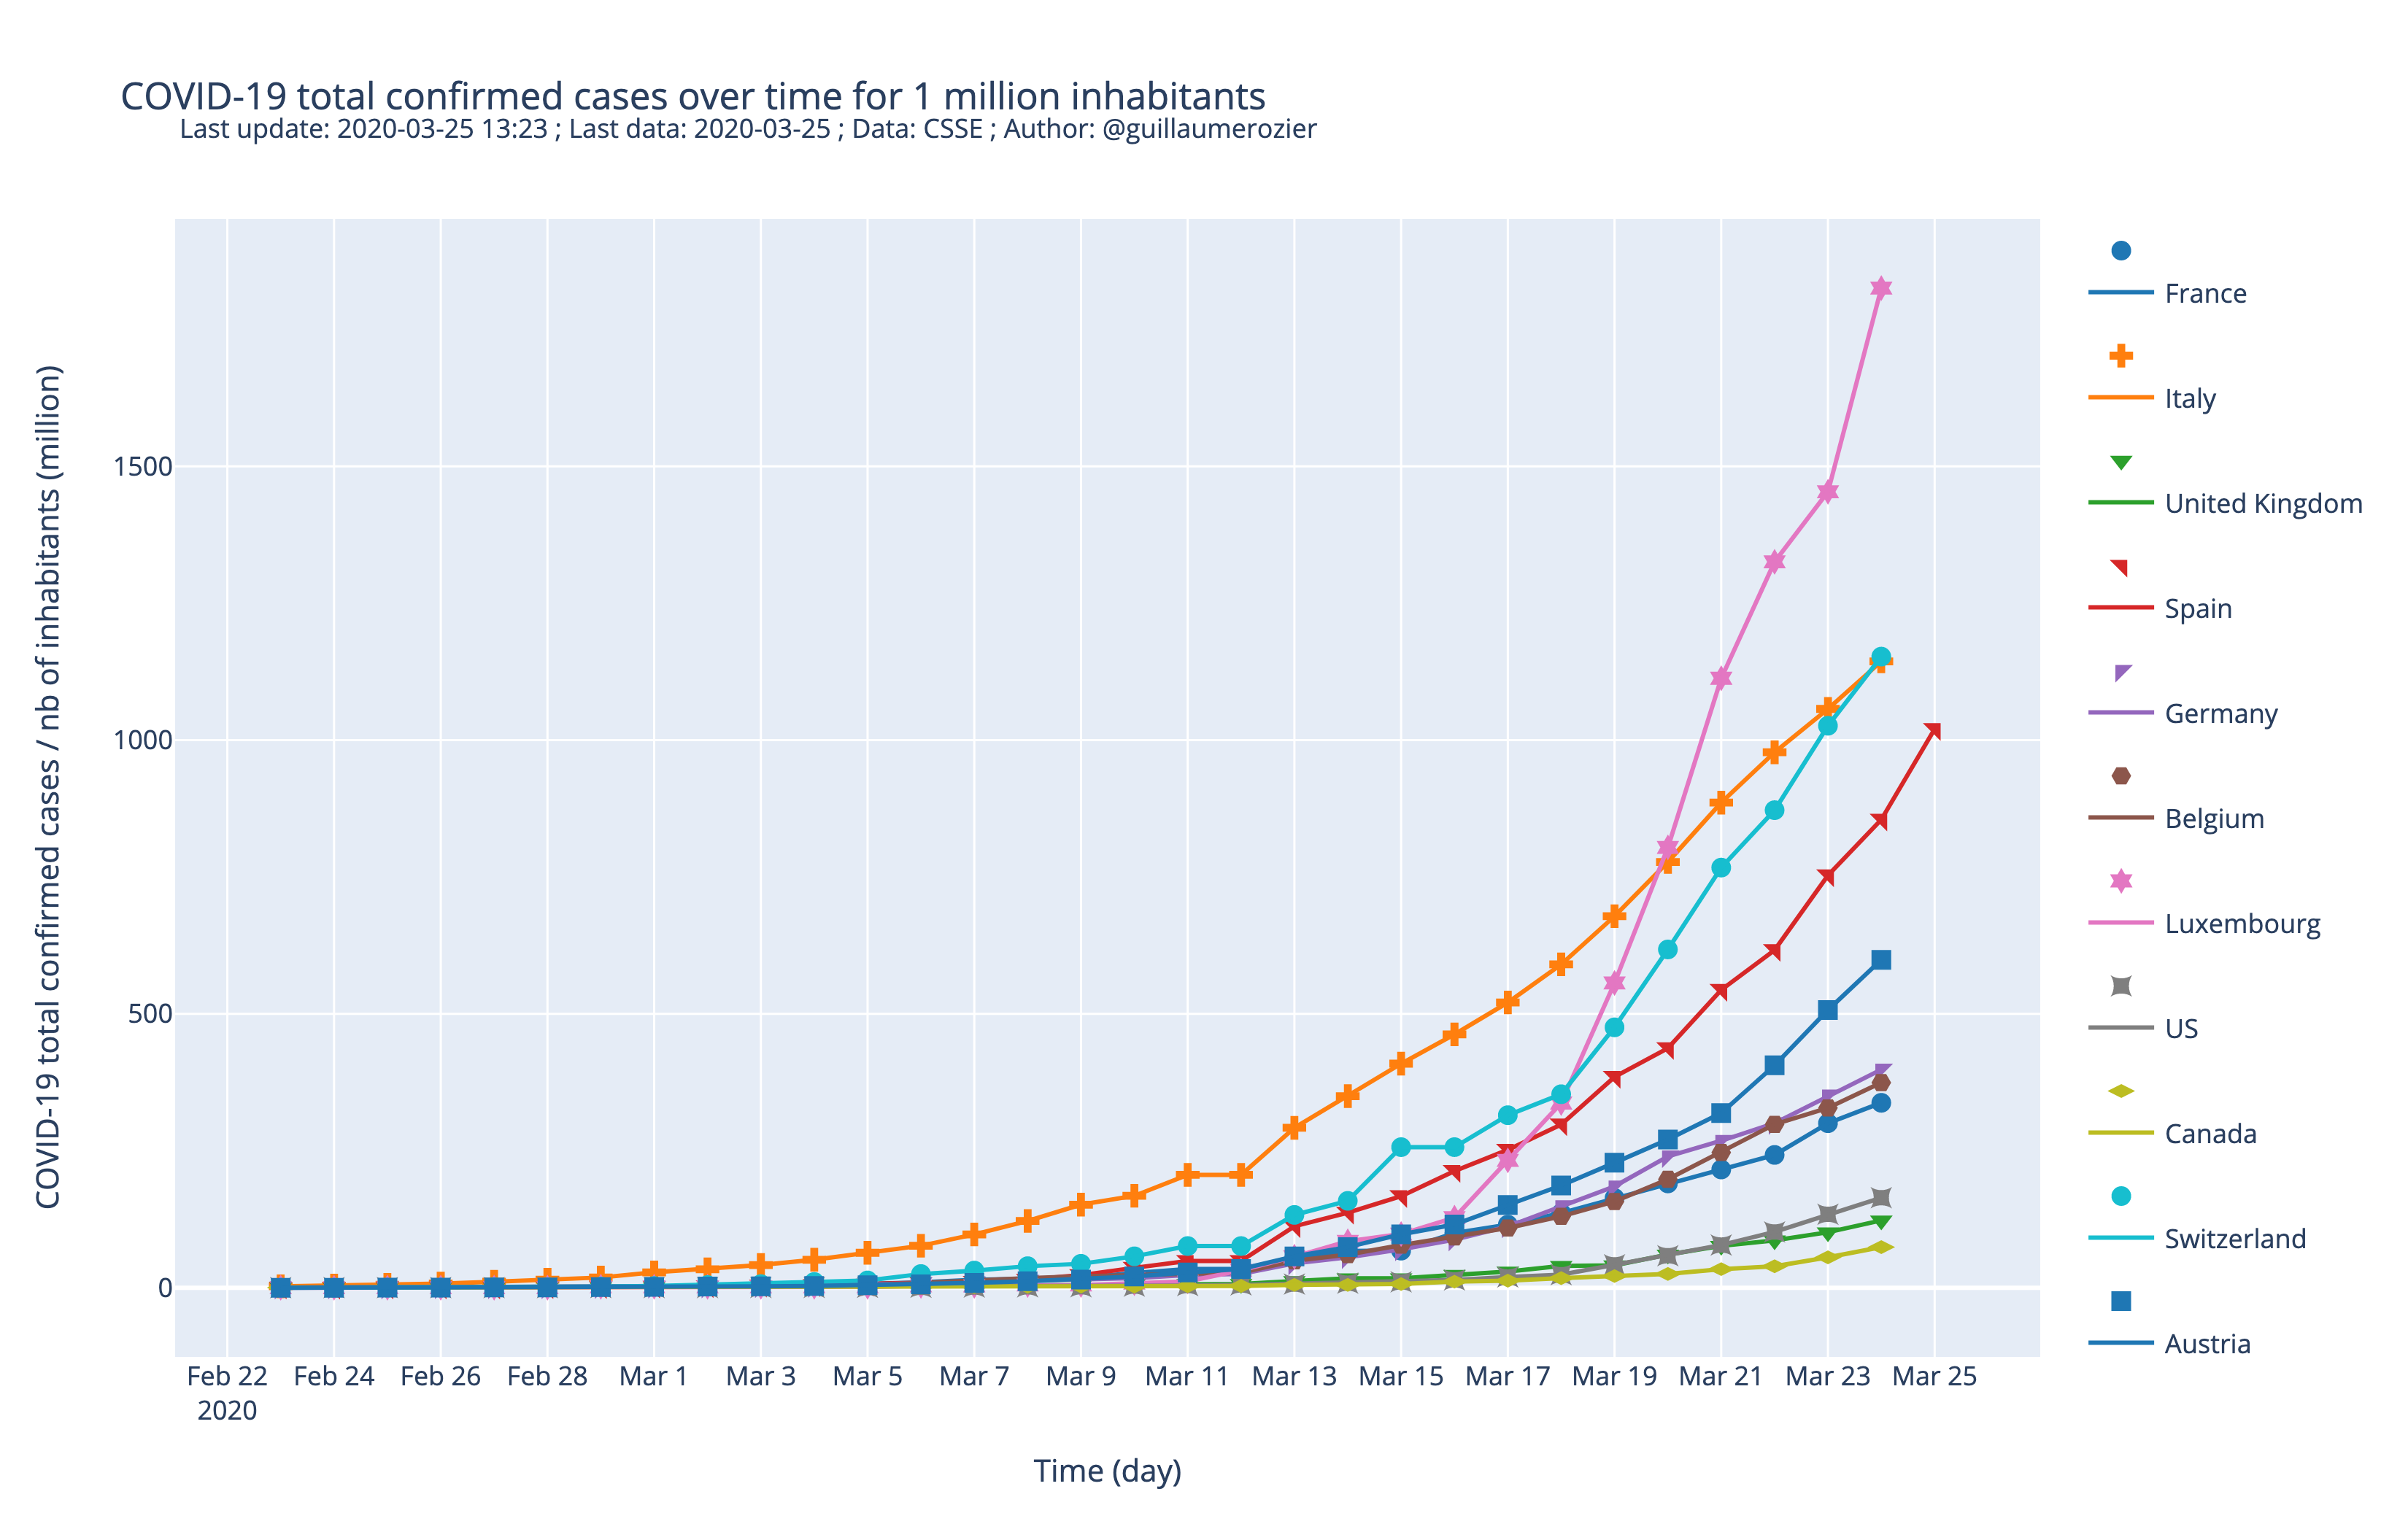 COVID-19 total confirmed cases over time for 1 million inhabitants
Last update: 2020-03-25 13:23 ; Last data: 2020-03-25 ; Data: CSSE ; Author: @guillaumerozier
COVID-19 total confirmed cases / nb of inhabitants (million)
1500
1000
500
0
Feb 22 Feb 24 Feb 26 Feb 28 Mar 1 Mar 3 Mar 5 Mar 7 Mar 9 Mar 11 Mar 13 Mar 15 Mar 17 Mar 19 Mar 21 Mar 23 Mar 25
2020
Time (day)
France
Italy
United Kingdom
Spain
Germany
Belgium
Luxembourg
US
Canada
Switzerland
Austria